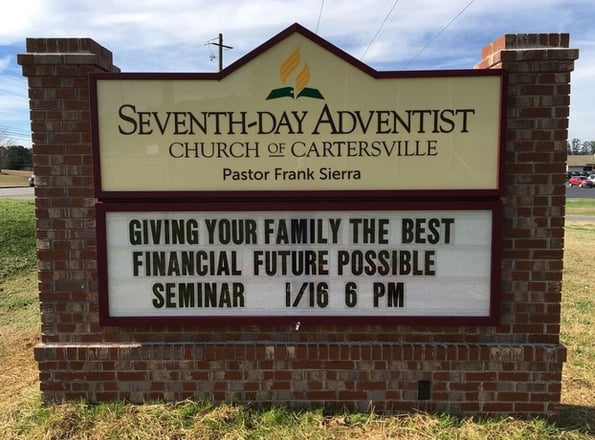 SEVENTH-DAY ADVENTIST
CHURCH OF CARTERSVILLE
Pastor Frank Sierra
GIVING YOUR FAMILY THE BEST
FINANCIAL FUTURE POSSIBLE
SEMINAR 1/16 6 PM